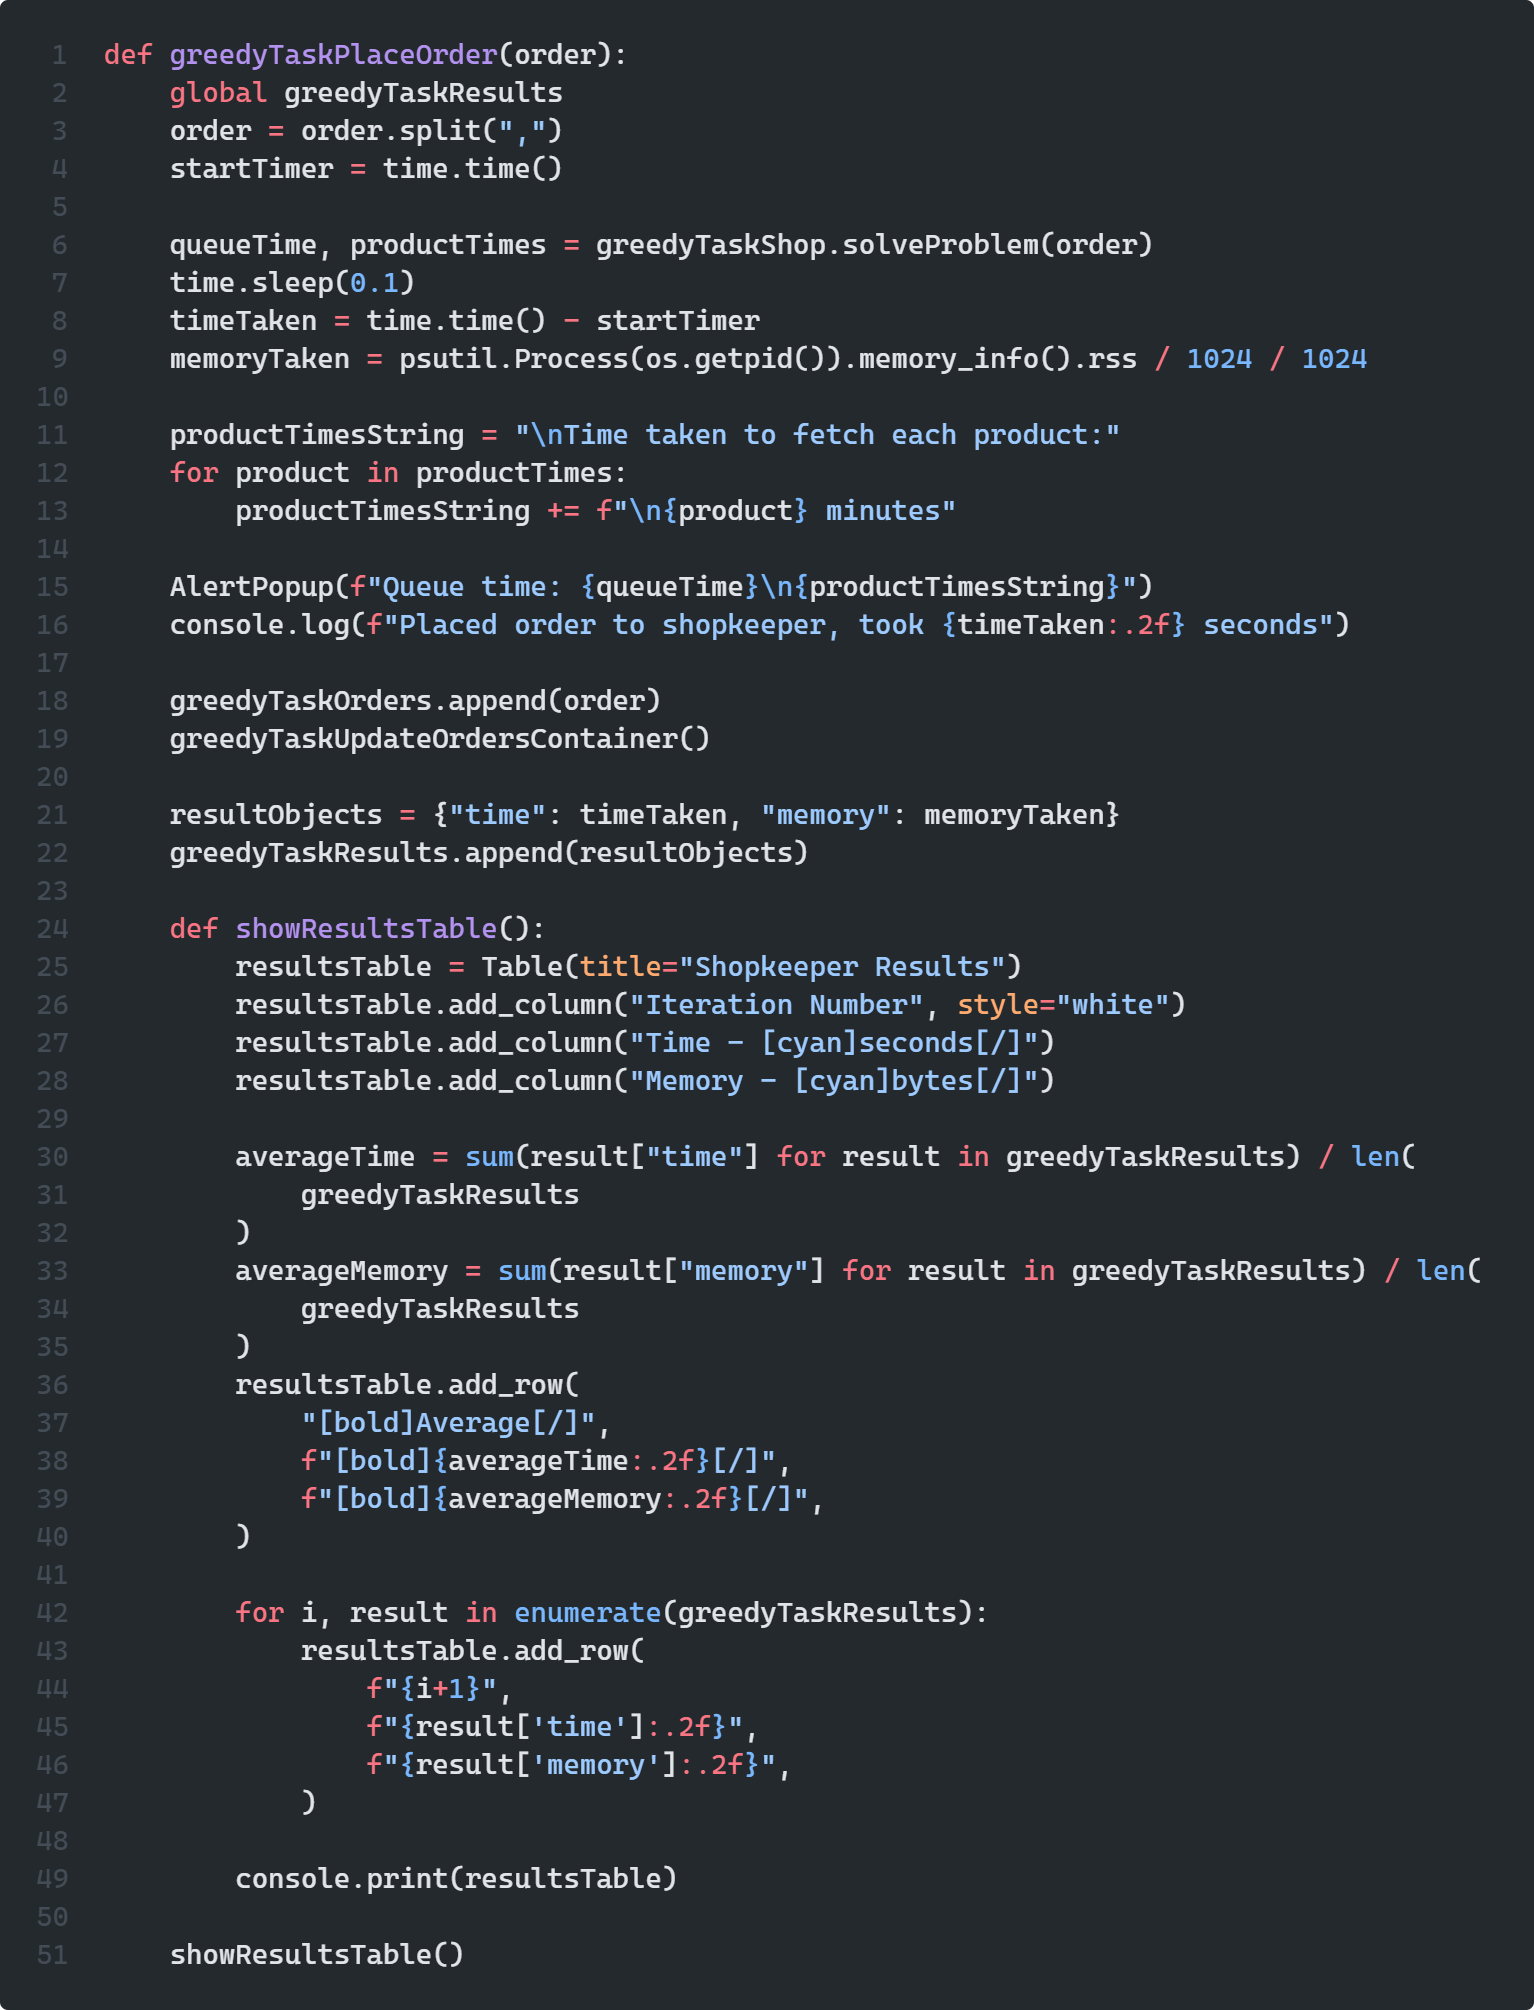 1 def greedyTaskPlaceOrder(order):
2     global greedyTaskResults
3     order = order.split(",")
4     startTimer = time.time()
5
6     queueTime, productTimes = greedyTaskShop.solveProblem(order)
7     time.sleep(0.1)
8     timeTaken = time.time() - startTimer
9     memoryTaken = psutil.Process(os.getpid()).memory_info().rss / 1024 / 1024
10
11     productTimesString = "\nTime taken to fetch each product:"
12     for product in productTimes:
13         productTimesString += f"\n{product} minutes"
14
15     AlertPopup(f"Queue time: {queueTime}\n{productTimesString}")
16     console.log(f"Placed order to shopkeeper, took {timeTaken:.2f} seconds")
17
18     greedyTaskOrders.append(order)
19     greedyTaskUpdateOrdersContainer()
20
21     resultObjects = {"time": timeTaken, "memory": memoryTaken}
22     greedyTaskResults.append(resultObjects)
23
24     def showResultsTable():
25         resultsTable = Table(title="Shopkeeper Results")
26         resultsTable.add_column("Iteration Number", style="white")
27         resultsTable.add_column("Time - [cyan]seconds[/]")
28         resultsTable.add_column("Memory - [cyan]bytes[/]")
29
30         averageTime = sum(result["time"] for result in greedyTaskResults) / len(
31             greedyTaskResults
32         )
33         averageMemory = sum(result["memory"] for result in greedyTaskResults) / len(
34             greedyTaskResults
35         )
36         resultsTable.add_row(
37             "[bold]Average[/]",
38             f"[bold]{averageTime:.2f}[/]",
39             f"[bold]{averageMemory:.2f}[/]",
40         )
41
42         for i, result in enumerate(greedyTaskResults):
43             resultsTable.add_row(
44                 f"{i+1}",
45                 f"{result['time']:.2f}",
46                 f"{result['memory']:.2f}",
47             )
48
49         console.print(resultsTable)
50
51     showResultsTable()